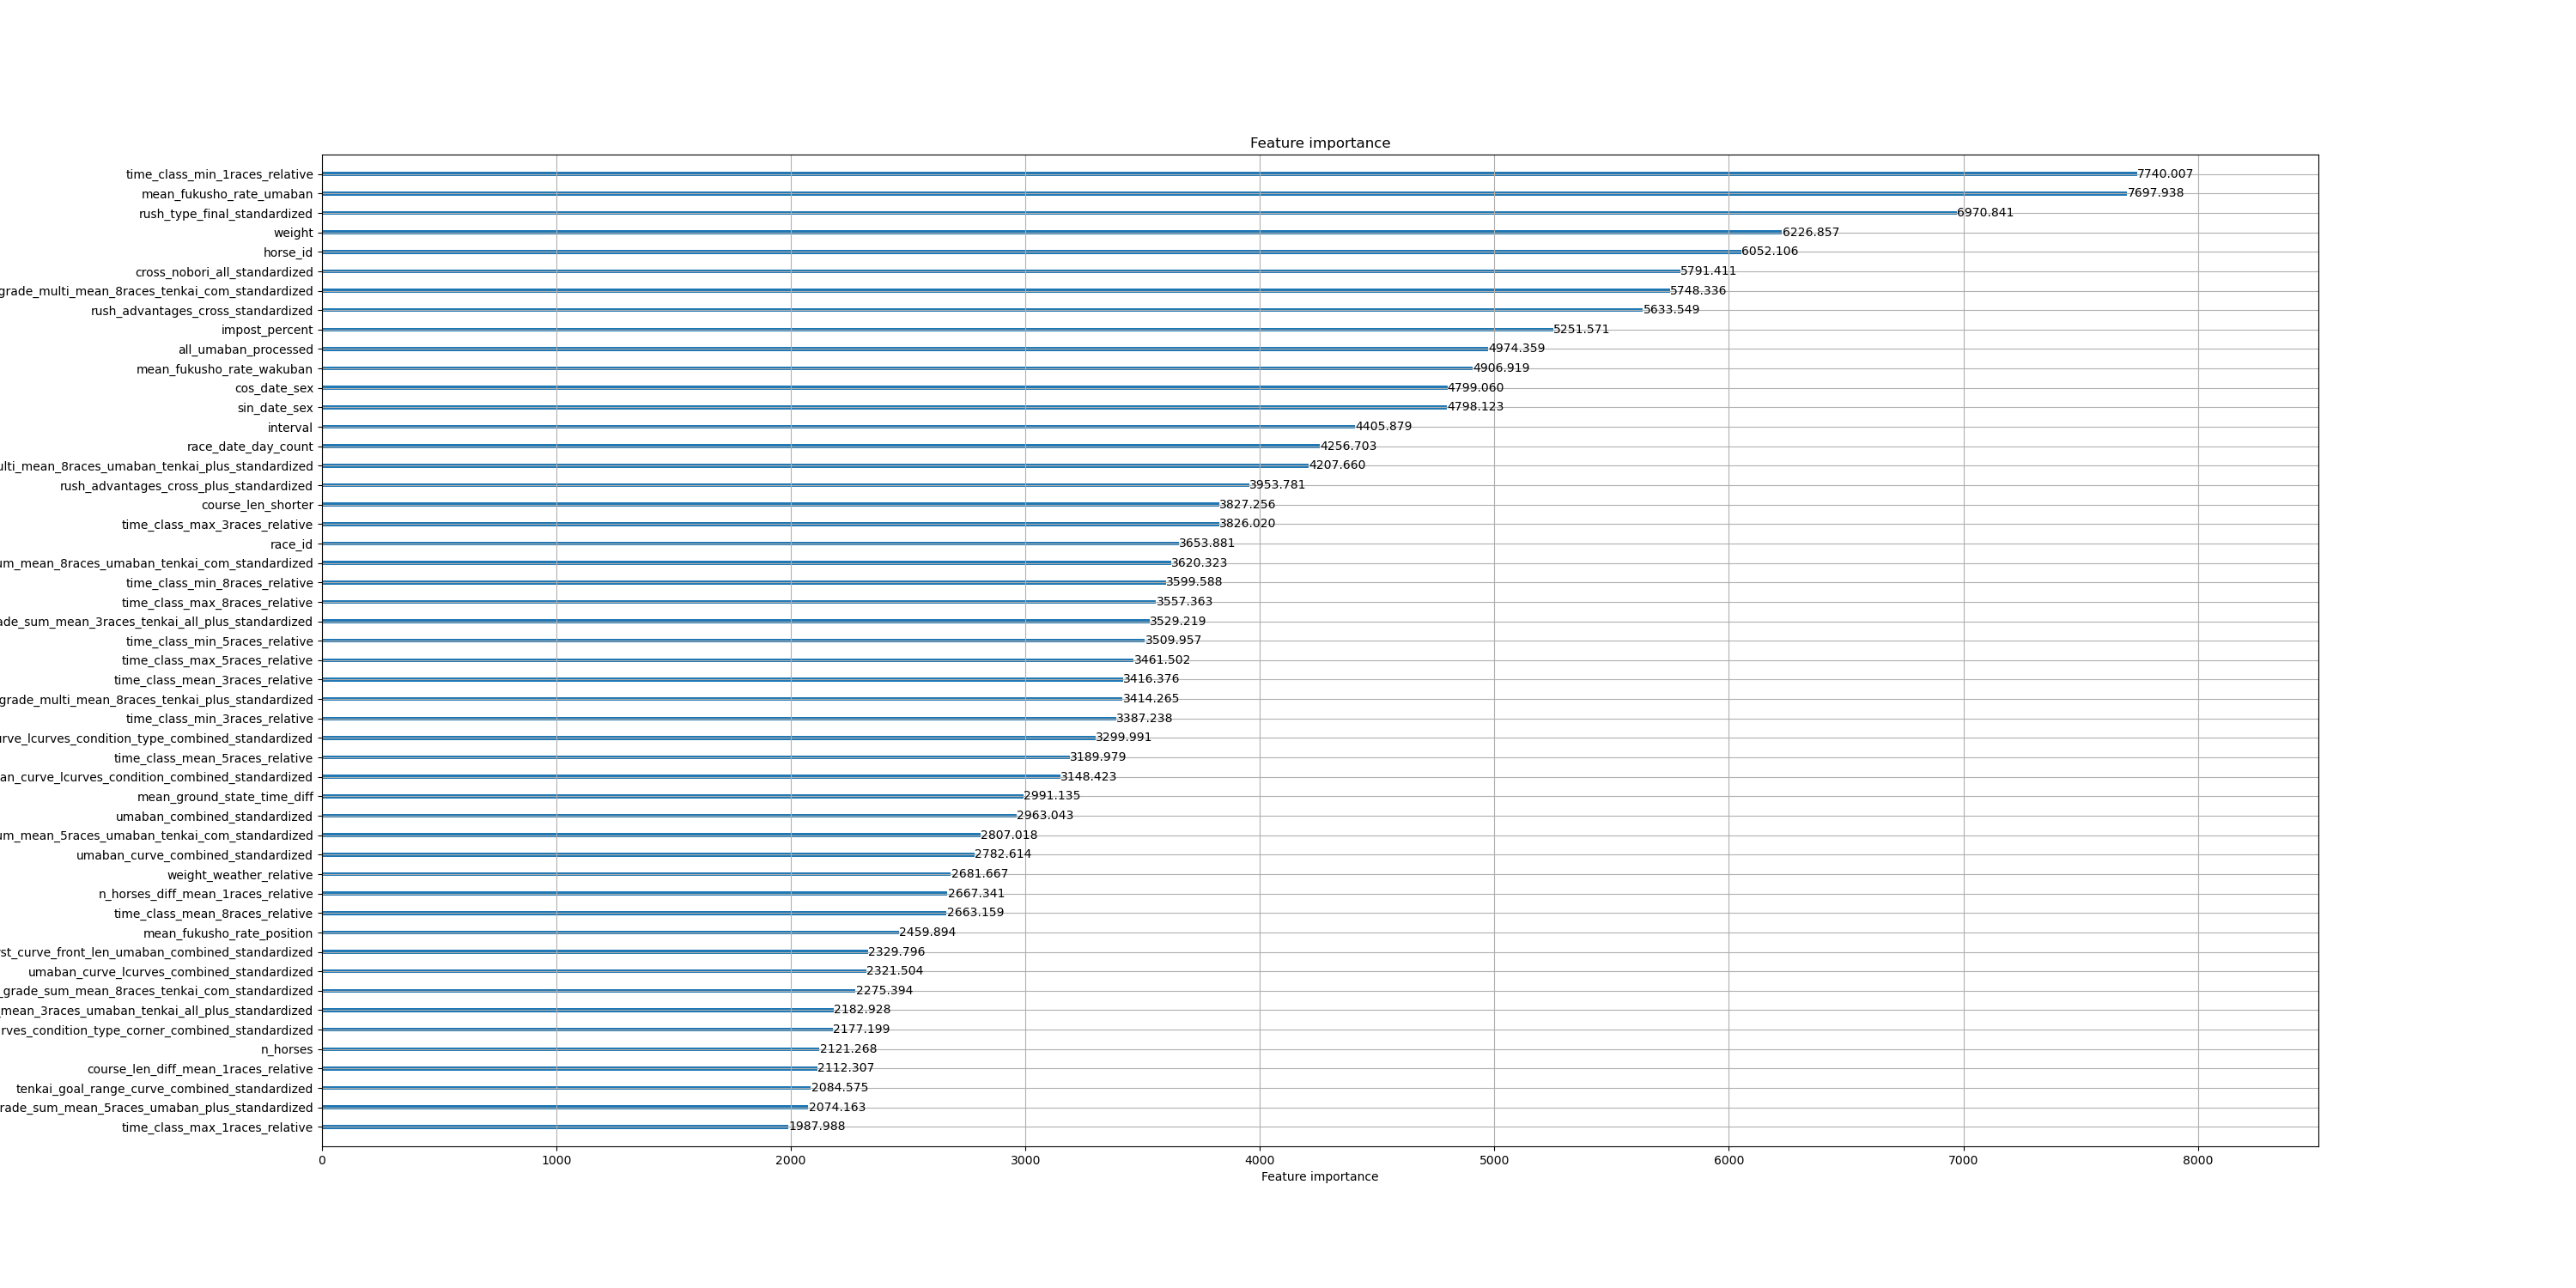 Feature importance
time_class_min_1races_relative 7740.007
mean_fukusho_rate_umaban 7697.938
rush_type_final_standardized 6970.841
weight 6226.857
horse_id 6052.106
cross_nobori_all_standardized 5791.411
grade_multi_mean_8races_tenkai_com_standardized 5748.336
rush_advantages_cross_standardized 5633.549
impost_percent 5251.571
all_umaban_processed 4974.359
mean_fukusho_rate_wakuban 4906.919
cos_date_sex 4799.060
sin_date_sex 4798.123
interval 4405.879
race_date_day_count 4256.703
ulti_mean_8races_umaban_tenkai_plus_standardized 4207.660
rush_advantages_cross_plus_standardized 3953.781
course_len_shorter 3827.256
time_class_max_3races_relative 3826.020
race_id 3653.881
um_mean_8races_umaban_tenkai_com_standardized 3620.323
time_class_min_8races_relative 3599.588
time_class_max_8races_relative 3557.363
ade_sum_mean_3races_tenkai_all_plus_standardized 3529.219
time_class_min_5races_relative 3509.957
time_class_max_5races_relative 3461.502
time_class_mean_3races_relative 3416.376
grade_multi_mean_8races_tenkai_plus_standardized 3414.265
time_class_min_3races_relative 3387.238
urve_lcurves_condition_type_combined_standardized 3299.991
time_class_mean_5races_relative 3189.979
an_curve_lcurves_condition_combined_standardized 3148.423
mean_ground_state_time_diff 2991.135
umaban_combined_standardized 2963.043
um_mean_5races_umaban_tenkai_com_standardized 2807.018
umaban_curve_combined_standardized 2782.614
weight_weather_relative 2681.667
n_horses_diff_mean_1races_relative 2667.341
time_class_mean_8races_relative 2663.159
mean_fukusho_rate_position 2459.894
st_curve_front_len_umaban_combined_standardized 2329.796
umaban_curve_lcurves_combined_standardized 2321.504
_grade_sum_mean_8races_tenkai_com_standardized 2275.394
_mean_3races_umaban_tenkai_all_plus_standardized 2182.928
rves_condition_type_corner_combined_standardized 2177.199
n_horses 2121.268
course_len_diff_mean_1races_relative 2112.307
tenkai_goal_range_curve_combined_standardized 2084.575
rade_sum_mean_5races_umaban_plus_standardized 2074.163
time_class_max_1races_relative 1987.988
0 1000 2000 3000 4000 5000 6000 7000 8000
Feature importance